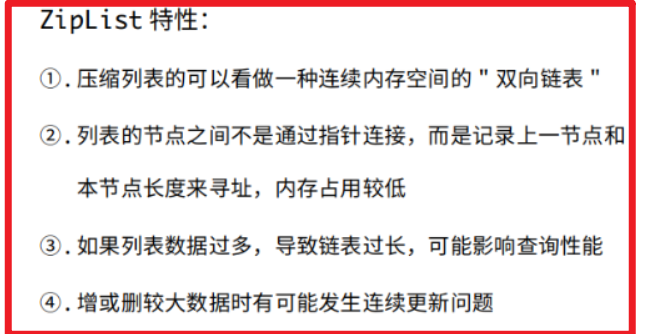 ZipList 特性：
①. 压缩列表的可以看做一种连续内存空间的 " 双向链表 "
②. 列表的节点之间不是通过指针连接，而是记录上一节点和
本节点长度来寻址，内存占用较低
③. 如果列表数据过多，导致链表过长，可能影响查询性能
④. 增或删较大数据时有可能发生连续更新问题